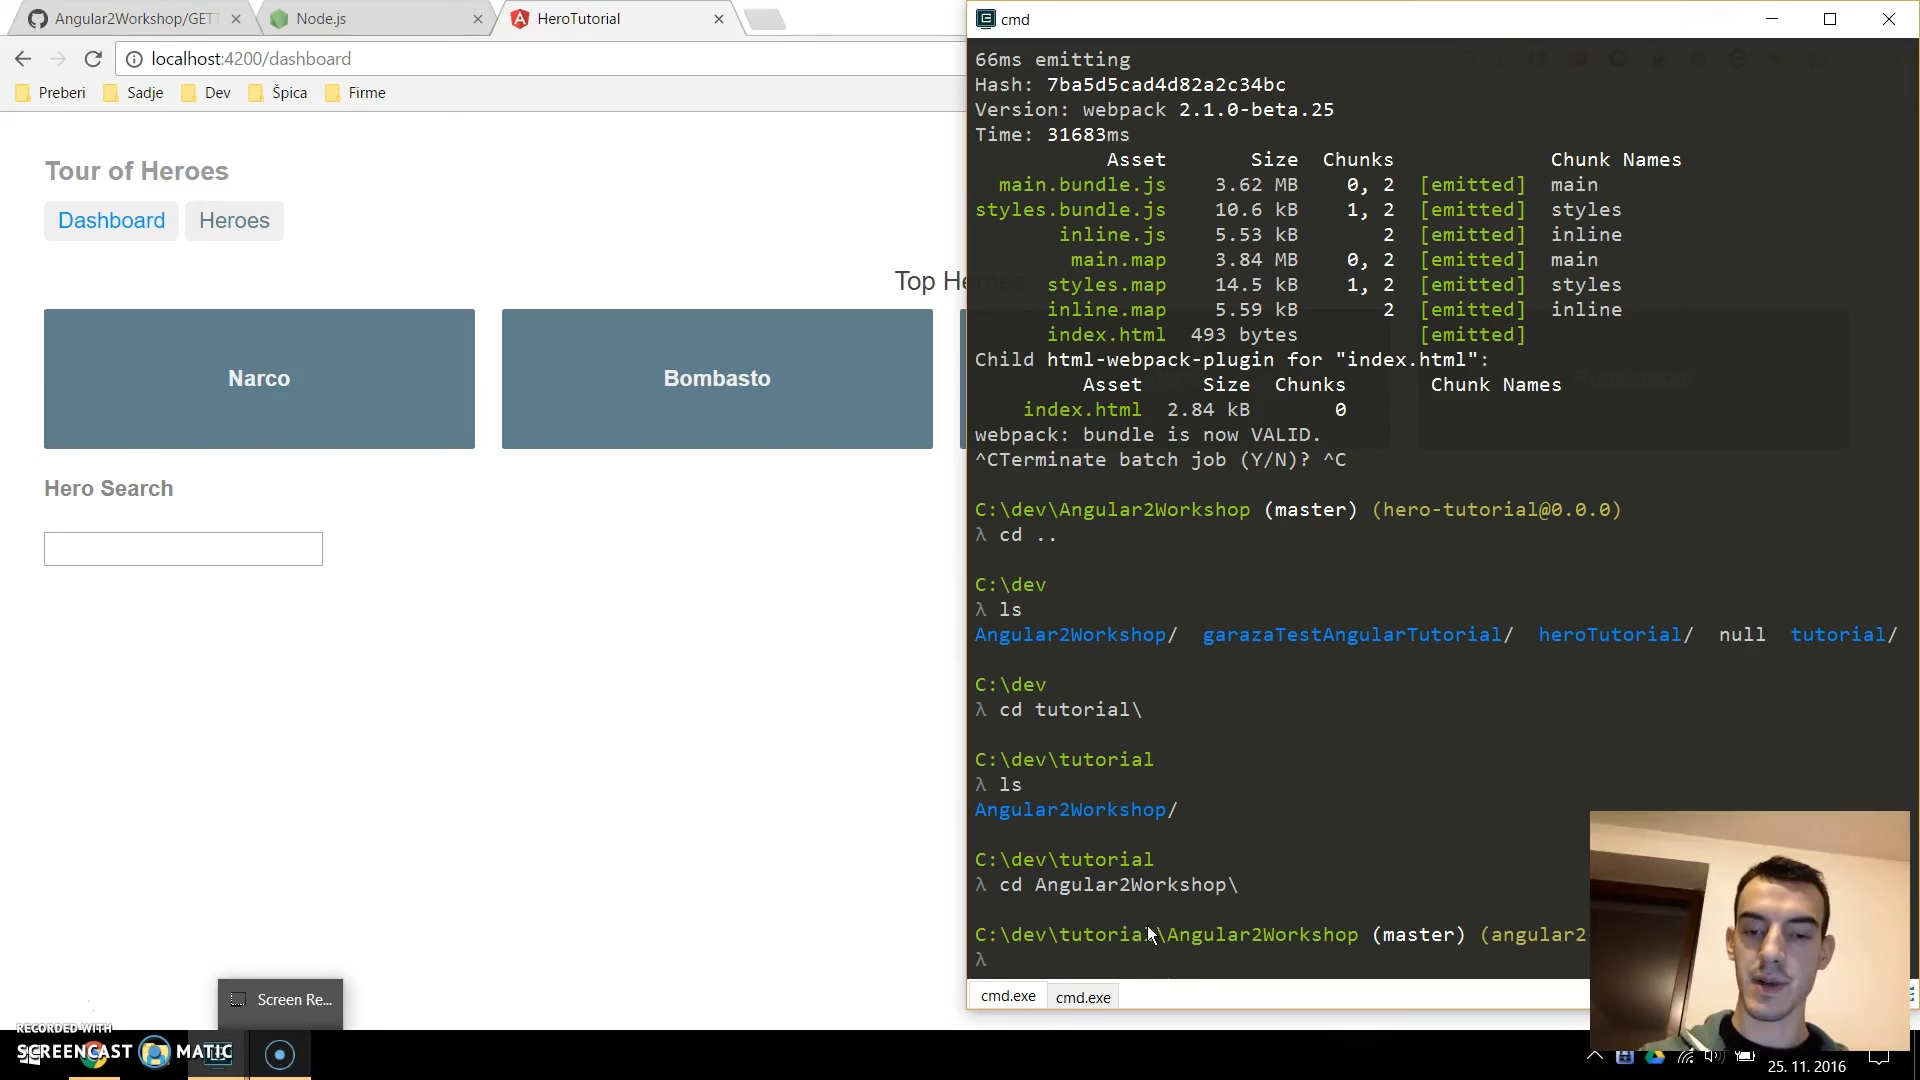 Angular2Workshop/GETT
Node.js
HeroTutorial
localhost:4200/dashboard
Preberi
Sadje
Dev
Špica
Firme
Tour of Heroes
Dashboard
Heroes
Top Heroes
Narco
Bombasto
Hero Search
Screen Re...
RECORDED WITH
SCREENCAST MATIC
cmd
66ms emitting
Hash: 7ba5d5cad4d82a2c34bc
Version: webpack 2.1.0-beta.25
Time: 31683ms
Asset Size Chunks Chunk Names
main.bundle.js 3.62 MB 0, 2 [emitted] main
styles.bundle.js 10.6 kB 1, 2 [emitted] styles
inline.js 5.53 kB 2 [emitted] inline
main.map 3.84 MB 0, 2 [emitted] main
styles.map 14.5 kB 1, 2 [emitted] styles
inline.map 5.59 kB 2 [emitted] inline
index.html 493 bytes [emitted]
Child html-webpack-plugin for "index.html":
Asset Size Chunks Chunk Names
index.html 2.84 kB 0
webpack: bundle is now VALID.
^CTerminate batch job (Y/N)? ^C
C:\dev\Angular2Workshop (master) (hero-tutorial@0.0.0)
λ cd ..
C:\dev
λ ls
Angular2Workshop/ garazaTestAngularTutorial/ heroTutorial/ null tutorial/
C:\dev
λ cd tutorial\
C:\dev\tutorial
λ ls
Angular2Workshop/
C:\dev\tutorial
λ cd Angular2Workshop\
C:\dev\tutorial\Angular2Workshop (master) (angular2
λ
cmd.exe
cmd.exe
25. 11. 2016